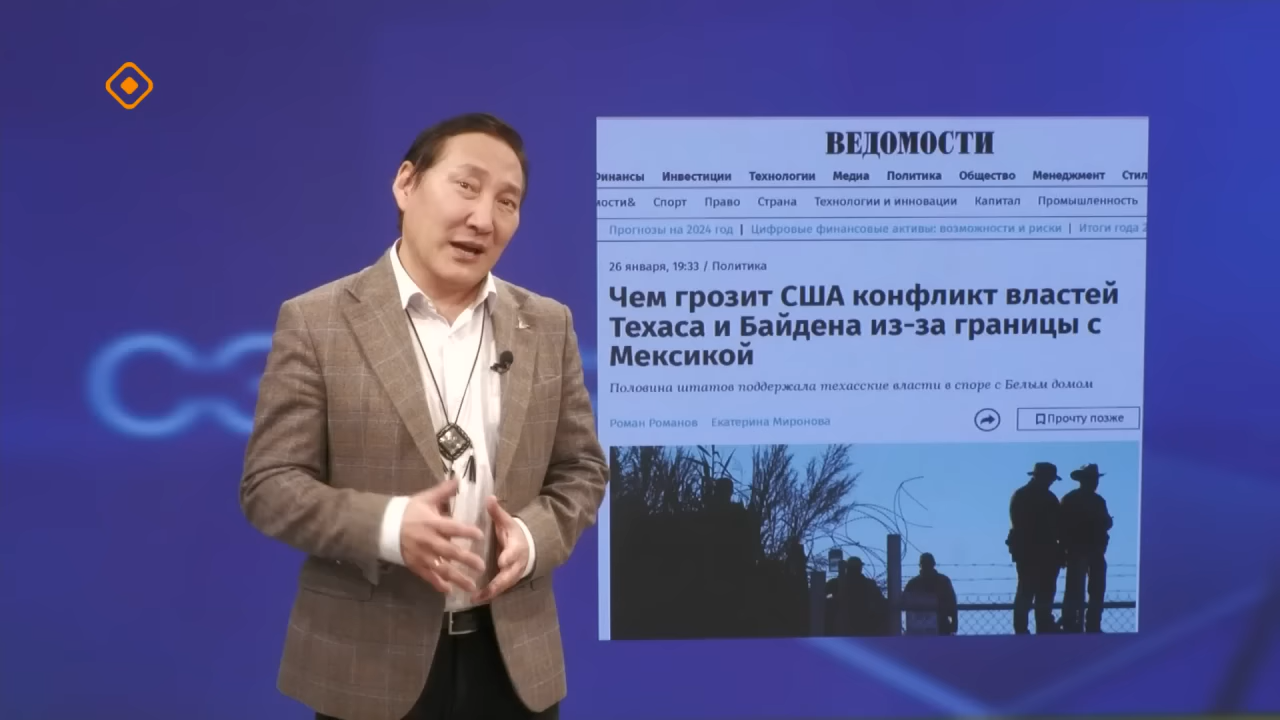 ВЕДОМОСТИ
Финансы Инвестиции Технологии Медиа Политика Общество Менеджмент Стил
мости& Спорт Право Страна Технологии и инновации Капитал Промышленность
Прогнозы на 2024 год | Цифровые финансовые активы: возможности и риски | Итоги года 2
26 января, 19:33 / Политика
Чем грозит США конфликт властей
Техаса и Байдена из-за границы с
Мексикой
Половина штатов поддержала техасские власти в споре с Белым домом
Роман Романов Екатерина Миронова
Прочту позже